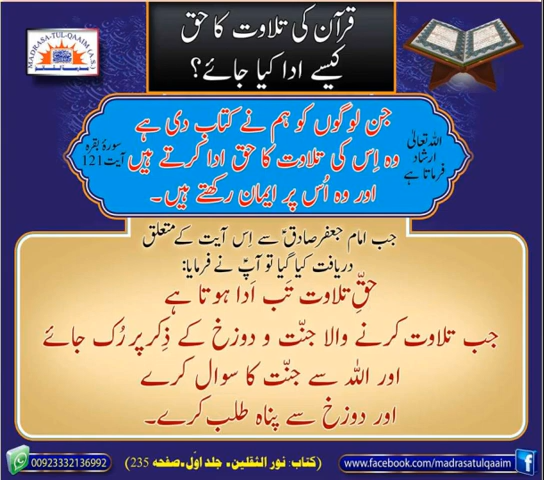 MADRASA-TUL-QAAIM (A.S.)
قرآن کی تلاوت کا حق
کیسے ادا کیا جائے؟
اللہ تعالیٰ
ارشاد
فرماتا ہے
جن لوگوں کو ہم نے کتاب دی ہے
وہ اِس کی تلاوت کا حق ادا کرتے ہیں
اور وہ اُس پر ایمان رکھتے ہیں۔
سورۂ بقرہ
آیت 121
جب امام جعفر صادقؑ سے اِس آیت کے متعلق
دریافت کیا گیا تو آپؑ نے فرمایا:
حقِّ تلاوت تَب اَدا ہوتا ہے
جب تلاوت کرنے والا جنّت و دوزخ کے ذِکر پر رُک جائے
اور اللہ سے جنّت کا سوال کرے
اور دوزخ سے پناہ طلب کرے۔
00923332136992
(کتاب: نور الثقلین۔ جلد اوّل۔ صفحہ 235)
www.facebook.com/madrasatulqaaim